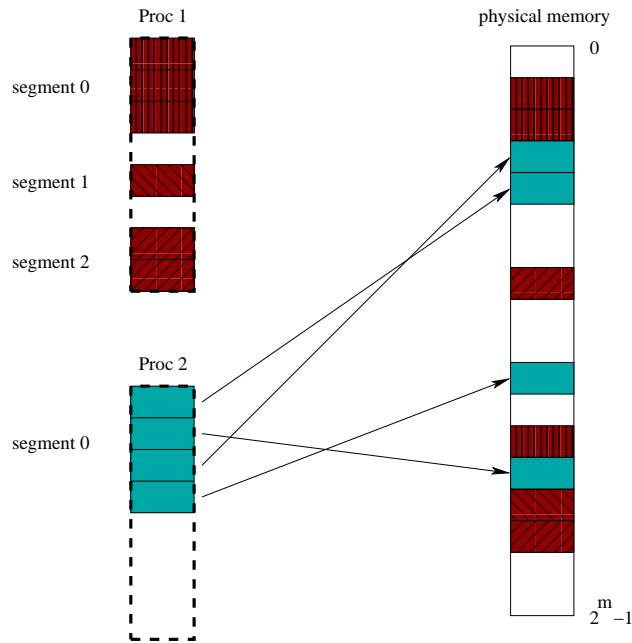 Proc 1
physical memory
0
segment 0
segment 1
segment 2
Proc 2
segment 0
2^m −1